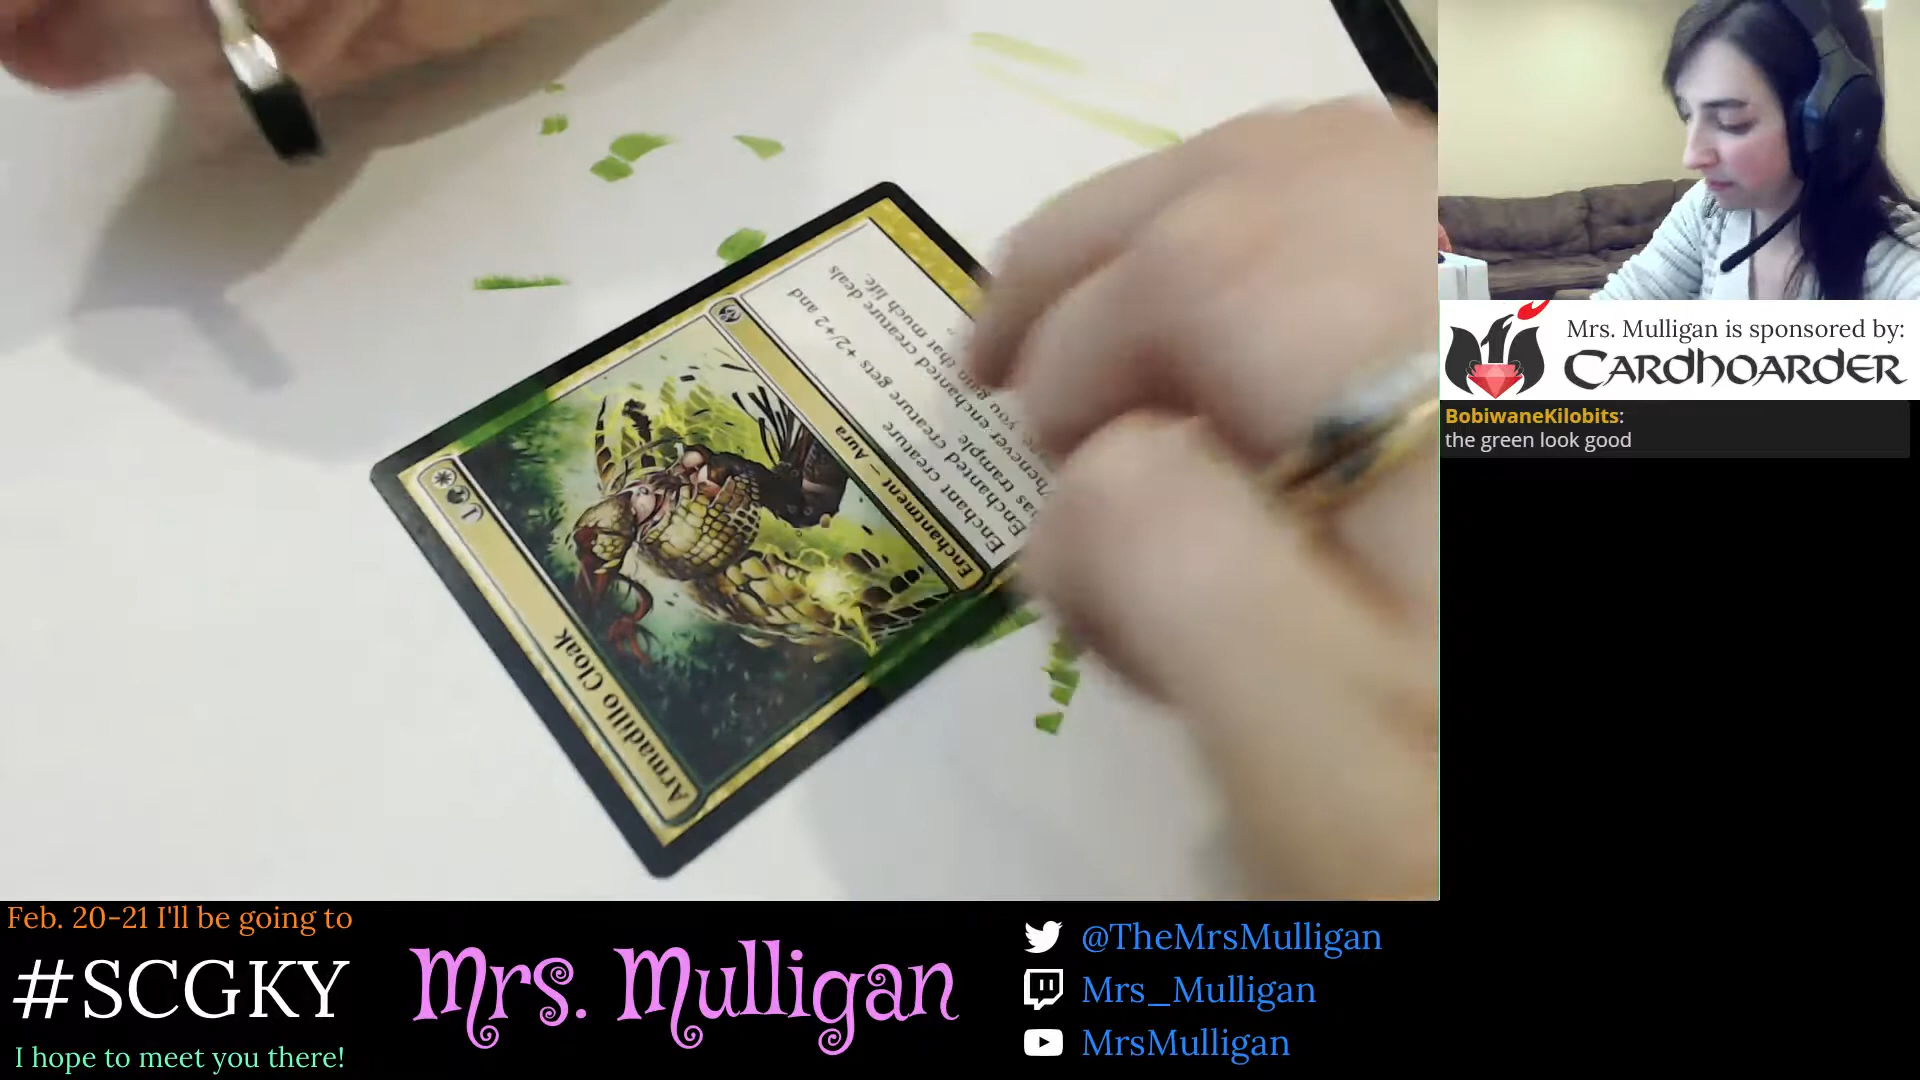 Armadillo Cloak
1
Enchantment — Aura
Enchant creature
Enchanted creature gets +2/+2 and
has trample.
enchanted creature deals
that much life.
Mrs. Mulligan is sponsored by:
CARDHOARDER
BobiwaneKilobits:
the green look good
Feb. 20-21 I'll be going to
#SCGKY
I hope to meet you there!
Mrs. Mulligan
@TheMrsMulligan
Mrs_Mulligan
MrsMulligan